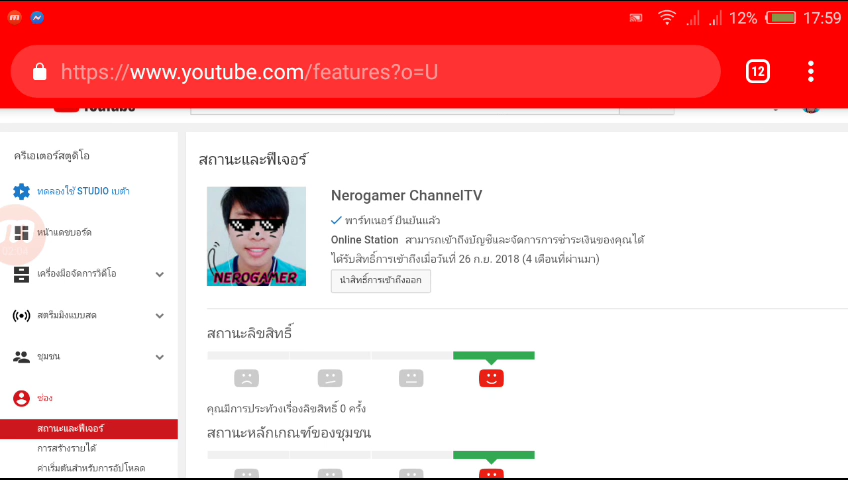 12% 17:59
https://www.youtube.com/features?o=U
12
YouTube
ครีเอเตอร์สตูดิโอ
ทดลองใช้ STUDIO เบต้า
หน้าแดชบอร์ด
เครื่องมือจัดการวิดีโอ
สตรีมมิงแบบสด
ชุมชน
ช่อง
สถานะและฟีเจอร์
การสร้างรายได้
ค่าเริ่มต้นสำหรับการอัปโหลด
สถานะและฟีเจอร์
NEROGAMER
Nerogamer ChannelTV
พาร์ทเนอร์ ยืนยันแล้ว
Online Station สามารถเข้าถึงบัญชีและจัดการการชำระเงินของคุณได้
ได้รับสิทธิ์การเข้าถึงเมื่อวันที่ 26 ก.ย. 2018 (4 เดือนที่ผ่านมา)
นำสิทธิ์การเข้าถึงออก
สถานะลิขสิทธิ์
คุณมีการประท้วงเรื่องลิขสิทธิ์ 0 ครั้ง
สถานะหลักเกณฑ์ของชุมชน